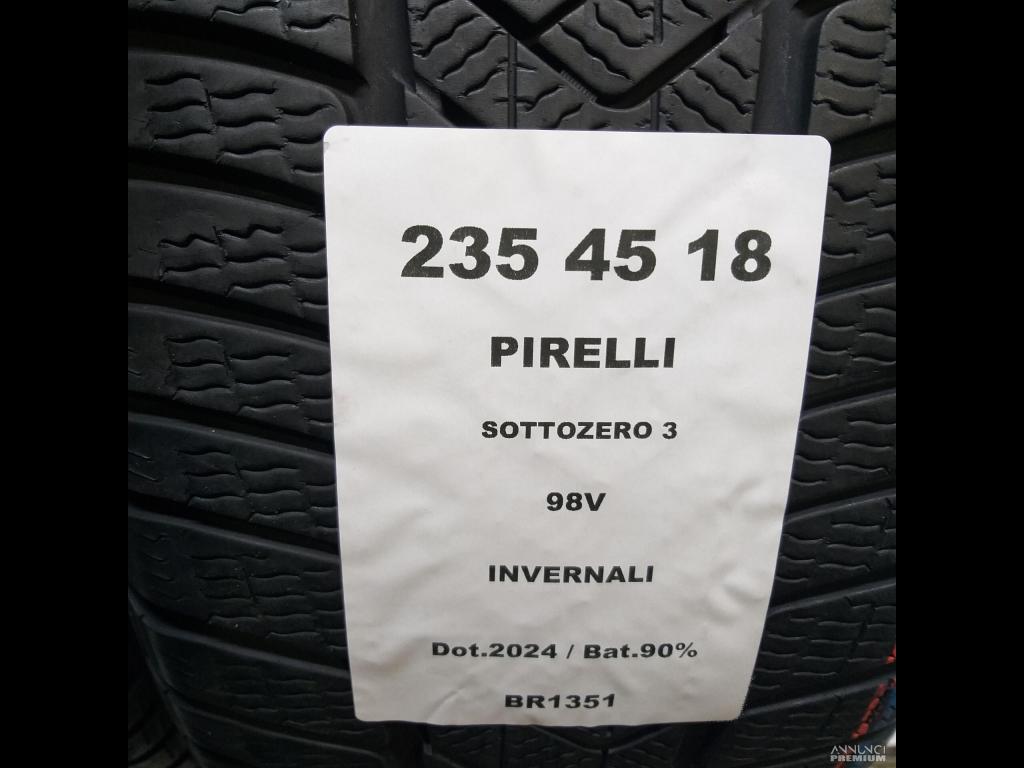 235 45 18
PIRELLI
SOTTOZERO 3
98V
INVERNALI
Dot.2024 / Bat.90%
BR1351
ANNUNCI
PREMIUM